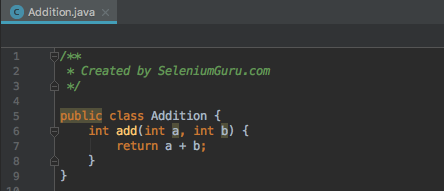 Addition.java
1 /**
2  * Created by SeleniumGuru.com
3  */
4
5 public class Addition {
6     int add(int a, int b) {
7         return a + b;
8     }
9 }
10